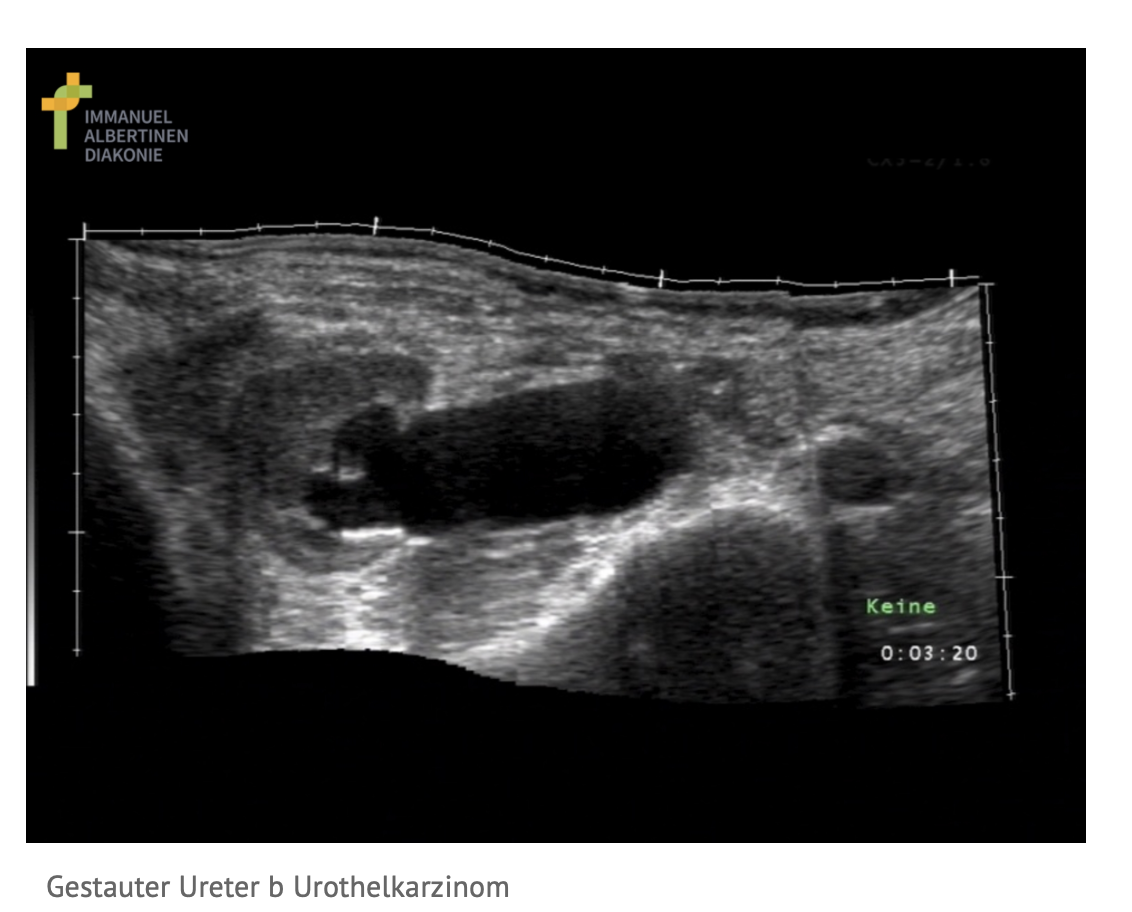 IMMANUEL
ALBERTINEN
DIAKONIE
Keine
0:03:20
Gestauter Ureter b Urothelkarzinom